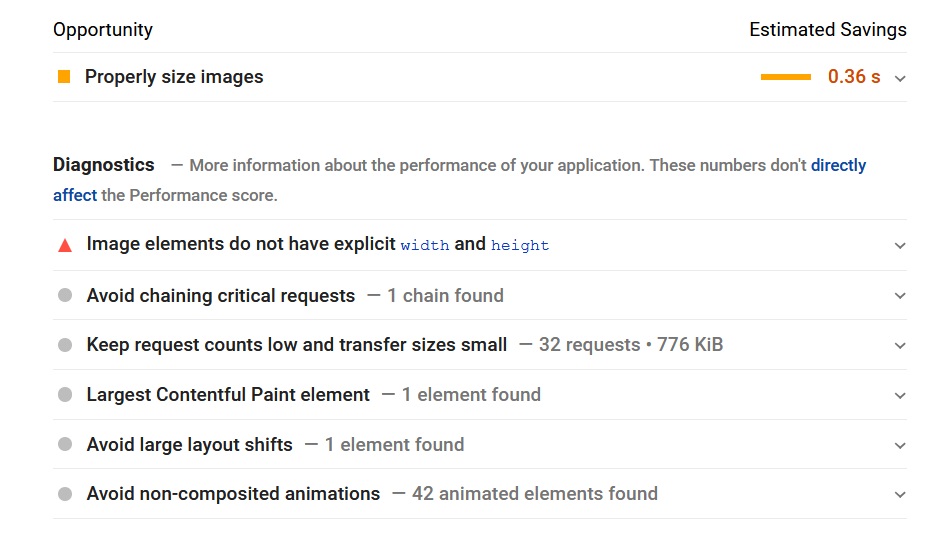 Opportunity Estimated Savings
Properly size images 0.36 s
Diagnostics — More information about the performance of your application. These numbers don't directly
affect the Performance score.
Image elements do not have explicit width and height
Avoid chaining critical requests — 1 chain found
Keep request counts low and transfer sizes small — 32 requests • 776 KiB
Largest Contentful Paint element — 1 element found
Avoid large layout shifts — 1 element found
Avoid non-composited animations — 42 animated elements found